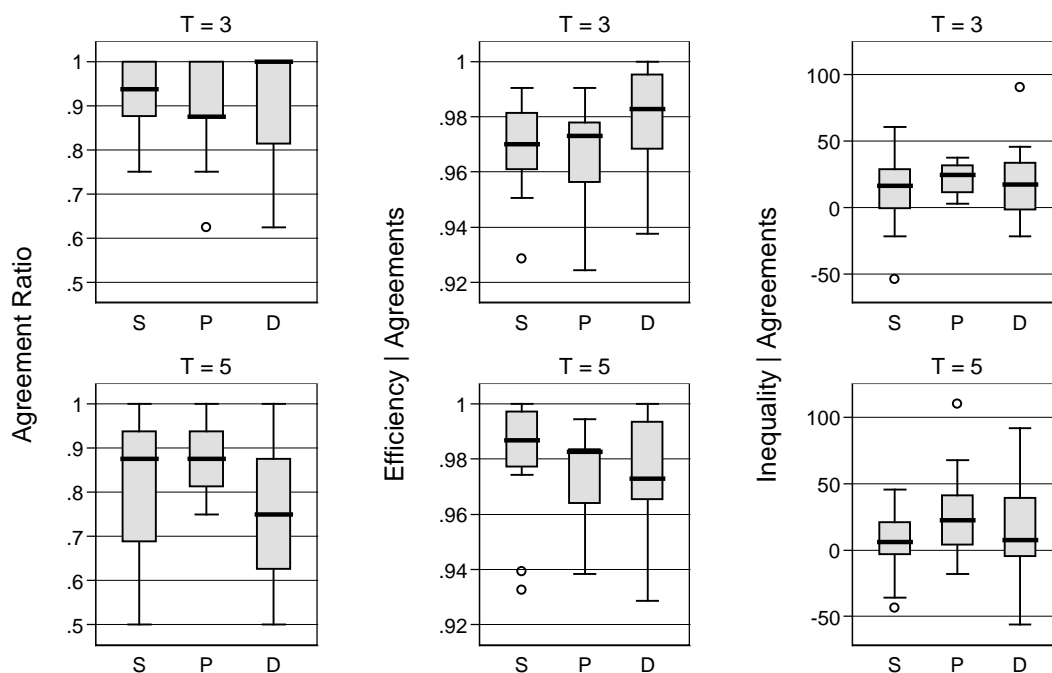 Agreement Ratio
T = 3
1
.9
.8
.7
.6
.5
S P D
T = 5
1
.9
.8
.7
.6
.5
S P D
Efficiency | Agreements
T = 3
1
.98
.96
.94
.92
S P D
T = 5
1
.98
.96
.94
.92
S P D
Inequality | Agreements
T = 3
100
50
0
-50
S P D
T = 5
100
50
0
-50
S P D